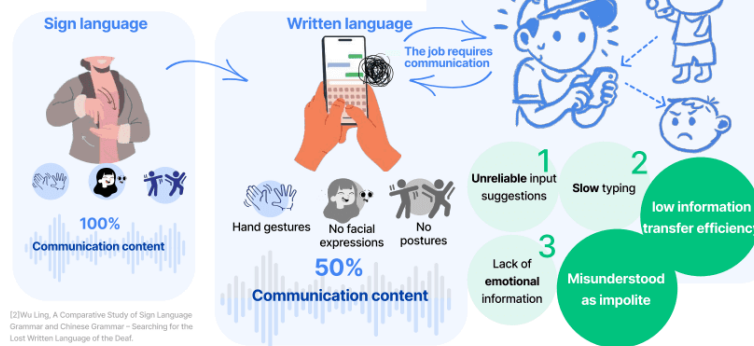 Sign language
100%
Communication content
[2]Wu Ling, A Comparative Study of Sign Language
Grammar and Chinese Grammar – Searching for the
Lost Written Language of the Deaf.
Written language
Hand gestures
No facial
expressions
No
postures
50%
Communication content
The job requires
communication
1
Unreliable input
suggestions
2
Slow typing
3
Lack of
emotional
information
low information
transfer efficiency
Misunderstood
as impolite